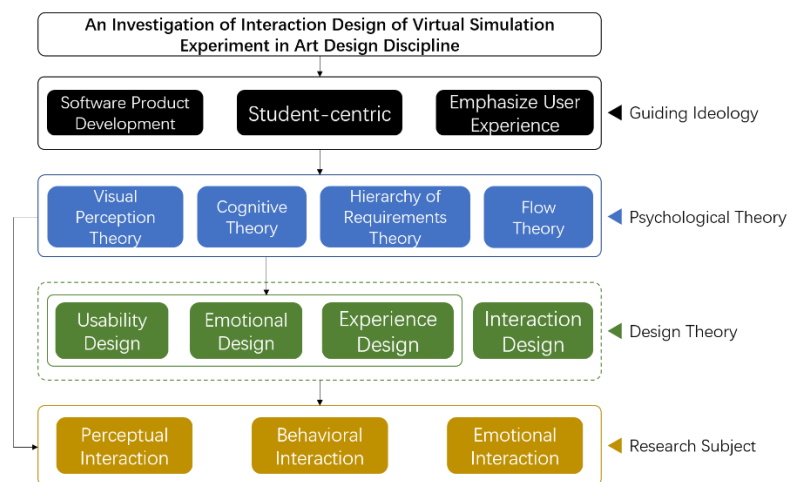 An Investigation of Interaction Design of Virtual Simulation
Experiment in Art Design Discipline
Software Product
Development
Student-centric
Emphasize User
Experience
Guiding Ideology
Visual
Perception
Theory
Cognitive
Theory
Hierarchy of
Requirements
Theory
Flow
Theory
Psychological Theory
Usability
Design
Emotional
Design
Experience
Design
Interaction
Design
Design Theory
Perceptual
Interaction
Behavioral
Interaction
Emotional
Interaction
Research Subject